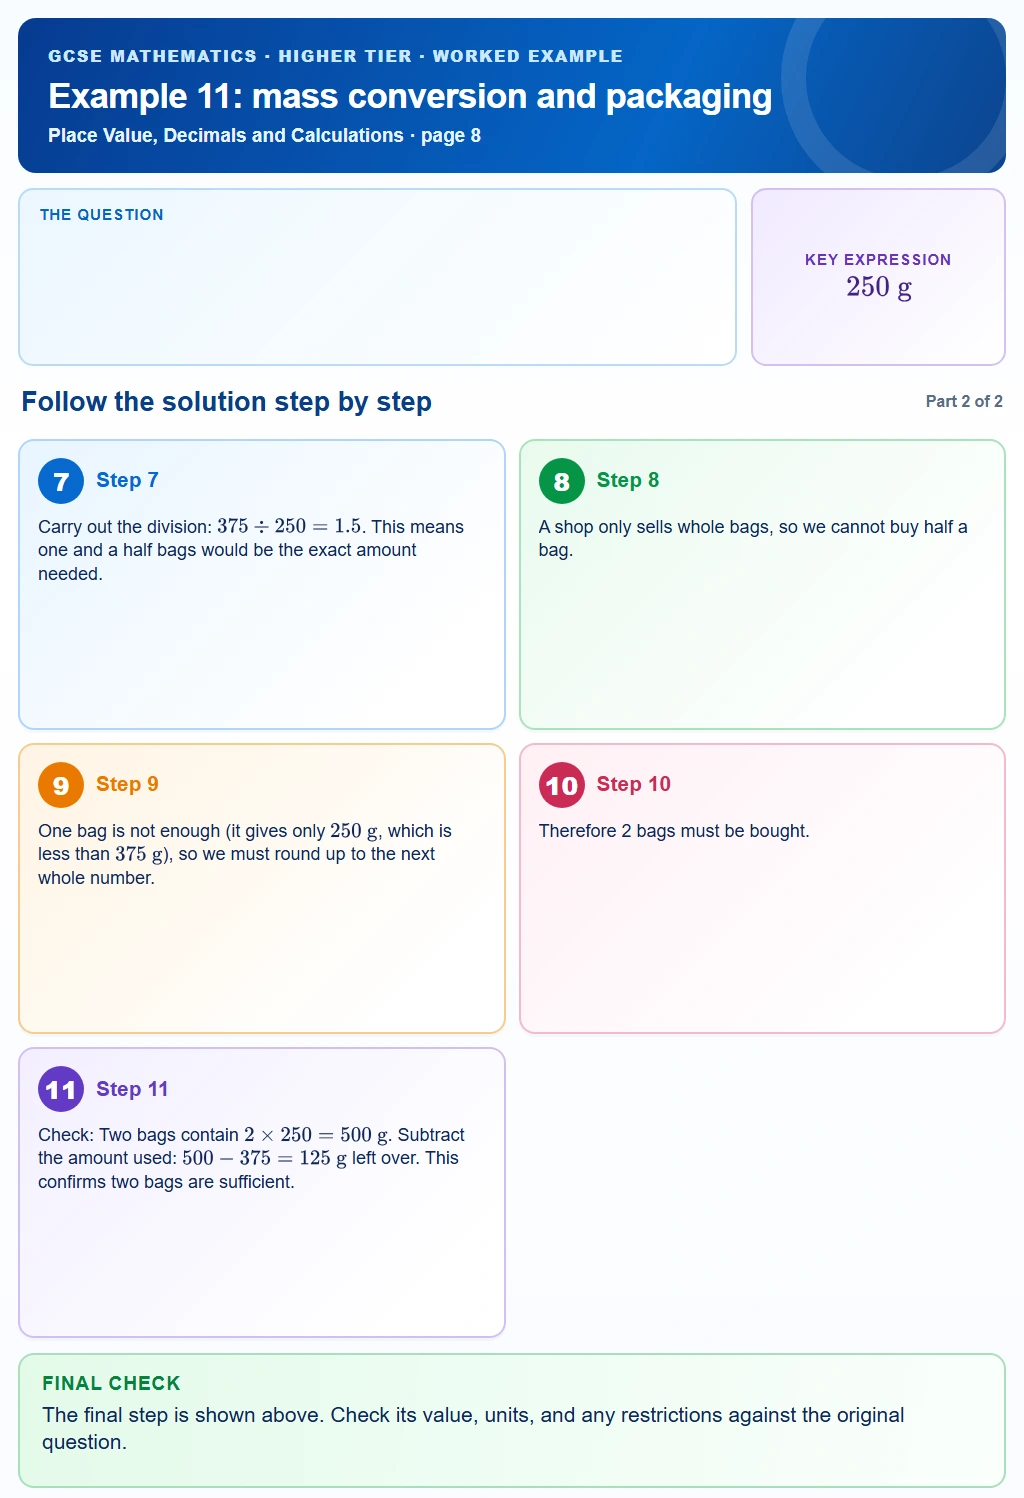 GCSE MATHEMATICS · HIGHER TIER · WORKED EXAMPLE
Example 11: mass conversion and packaging
Place Value, Decimals and Calculations · page 8
THE QUESTION
KEY EXPRESSION
250 g
Follow the solution step by step
Part 2 of 2
7 Step 7
Carry out the division: 375 ÷ 250 = 1.5. This means
one and a half bags would be the exact amount
needed.
8 Step 8
A shop only sells whole bags, so we cannot buy half a
bag.
9 Step 9
One bag is not enough (it gives only 250 g, which is
less than 375 g), so we must round up to the next
whole number.
10 Step 10
Therefore 2 bags must be bought.
11 Step 11
Check: Two bags contain 2 × 250 = 500 g. Subtract
the amount used: 500 − 375 = 125 g left over. This
confirms two bags are sufficient.
FINAL CHECK
The final step is shown above. Check its value, units, and any restrictions against the original
question.